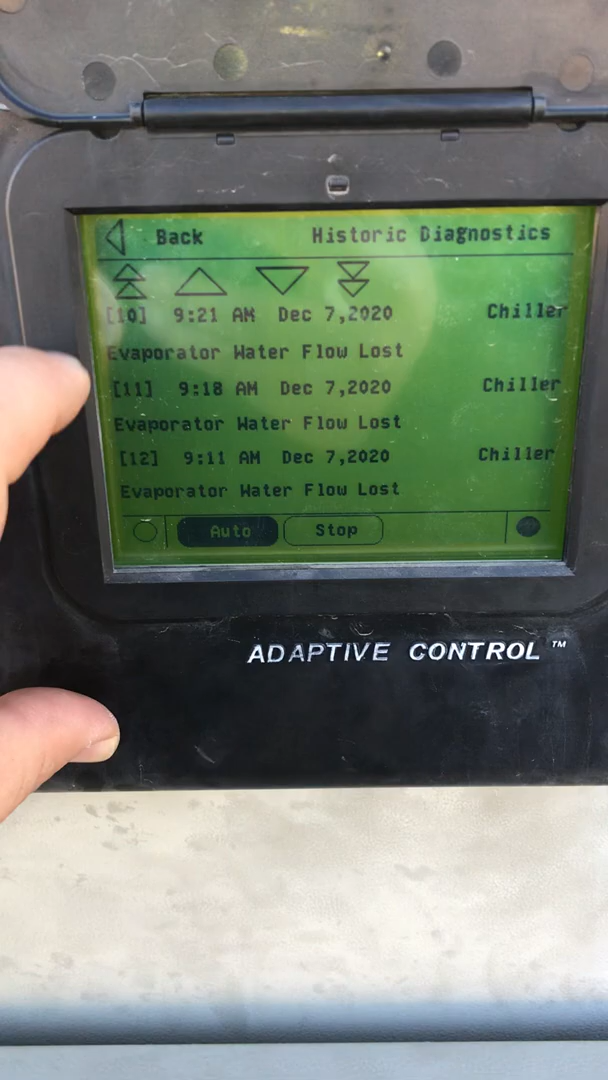 Back Historic Diagnostics
[10] 9:21 AM Dec 7,2020 Chiller
Evaporator Water Flow Lost
[11] 9:18 AM Dec 7,2020 Chiller
Evaporator Water Flow Lost
[12] 9:11 AM Dec 7,2020 Chiller
Evaporator Water Flow Lost
Auto Stop
ADAPTIVE CONTROL™